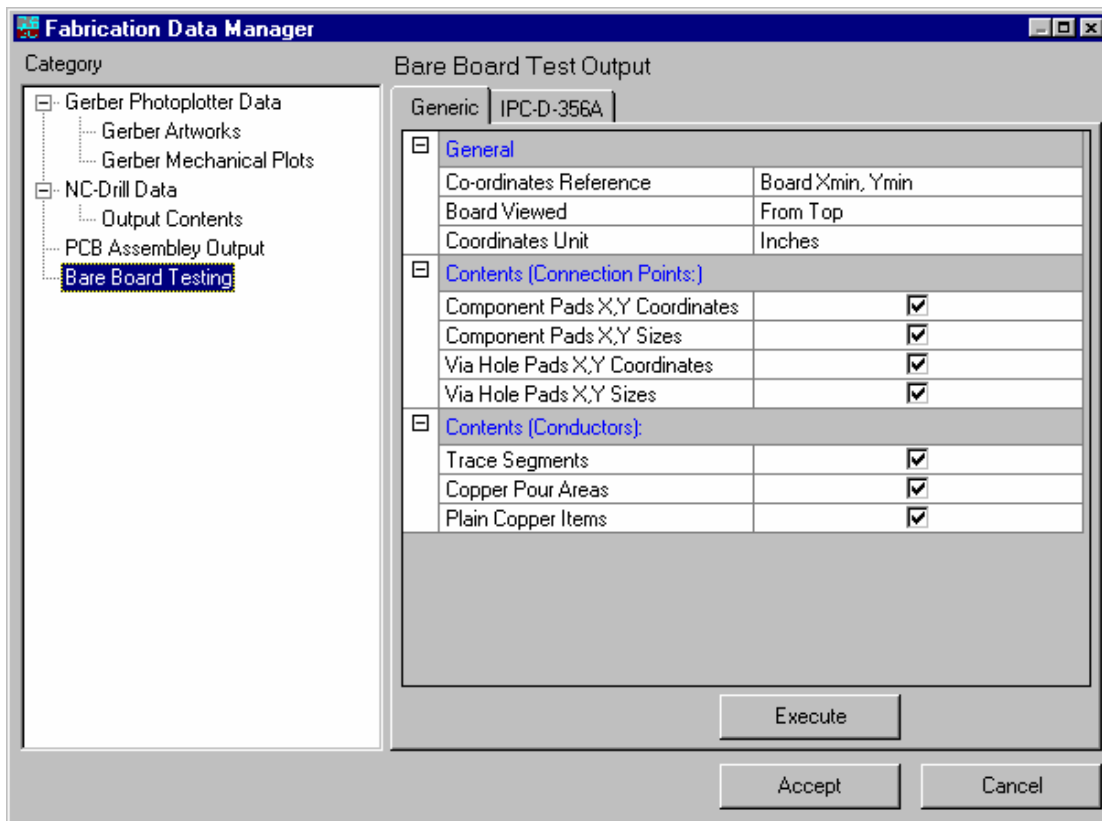 Fabrication Data Manager
Category
Gerber Photoplotter Data
Gerber Artworks
Gerber Mechanical Plots
NC-Drill Data
Output Contents
PCB Assembley Output
Bare Board Testing
Bare Board Test Output
Generic IPC-D-356A
General
Co-ordinates Reference Board Xmin, Ymin
Board Viewed From Top
Coordinates Unit Inches
Contents (Connection Points:)
Component Pads X,Y Coordinates
Component Pads X,Y Sizes
Via Hole Pads X,Y Coordinates
Via Hole Pads X,Y Sizes
Contents (Conductors):
Trace Segments
Copper Pour Areas
Plain Copper Items
Execute
Accept Cancel